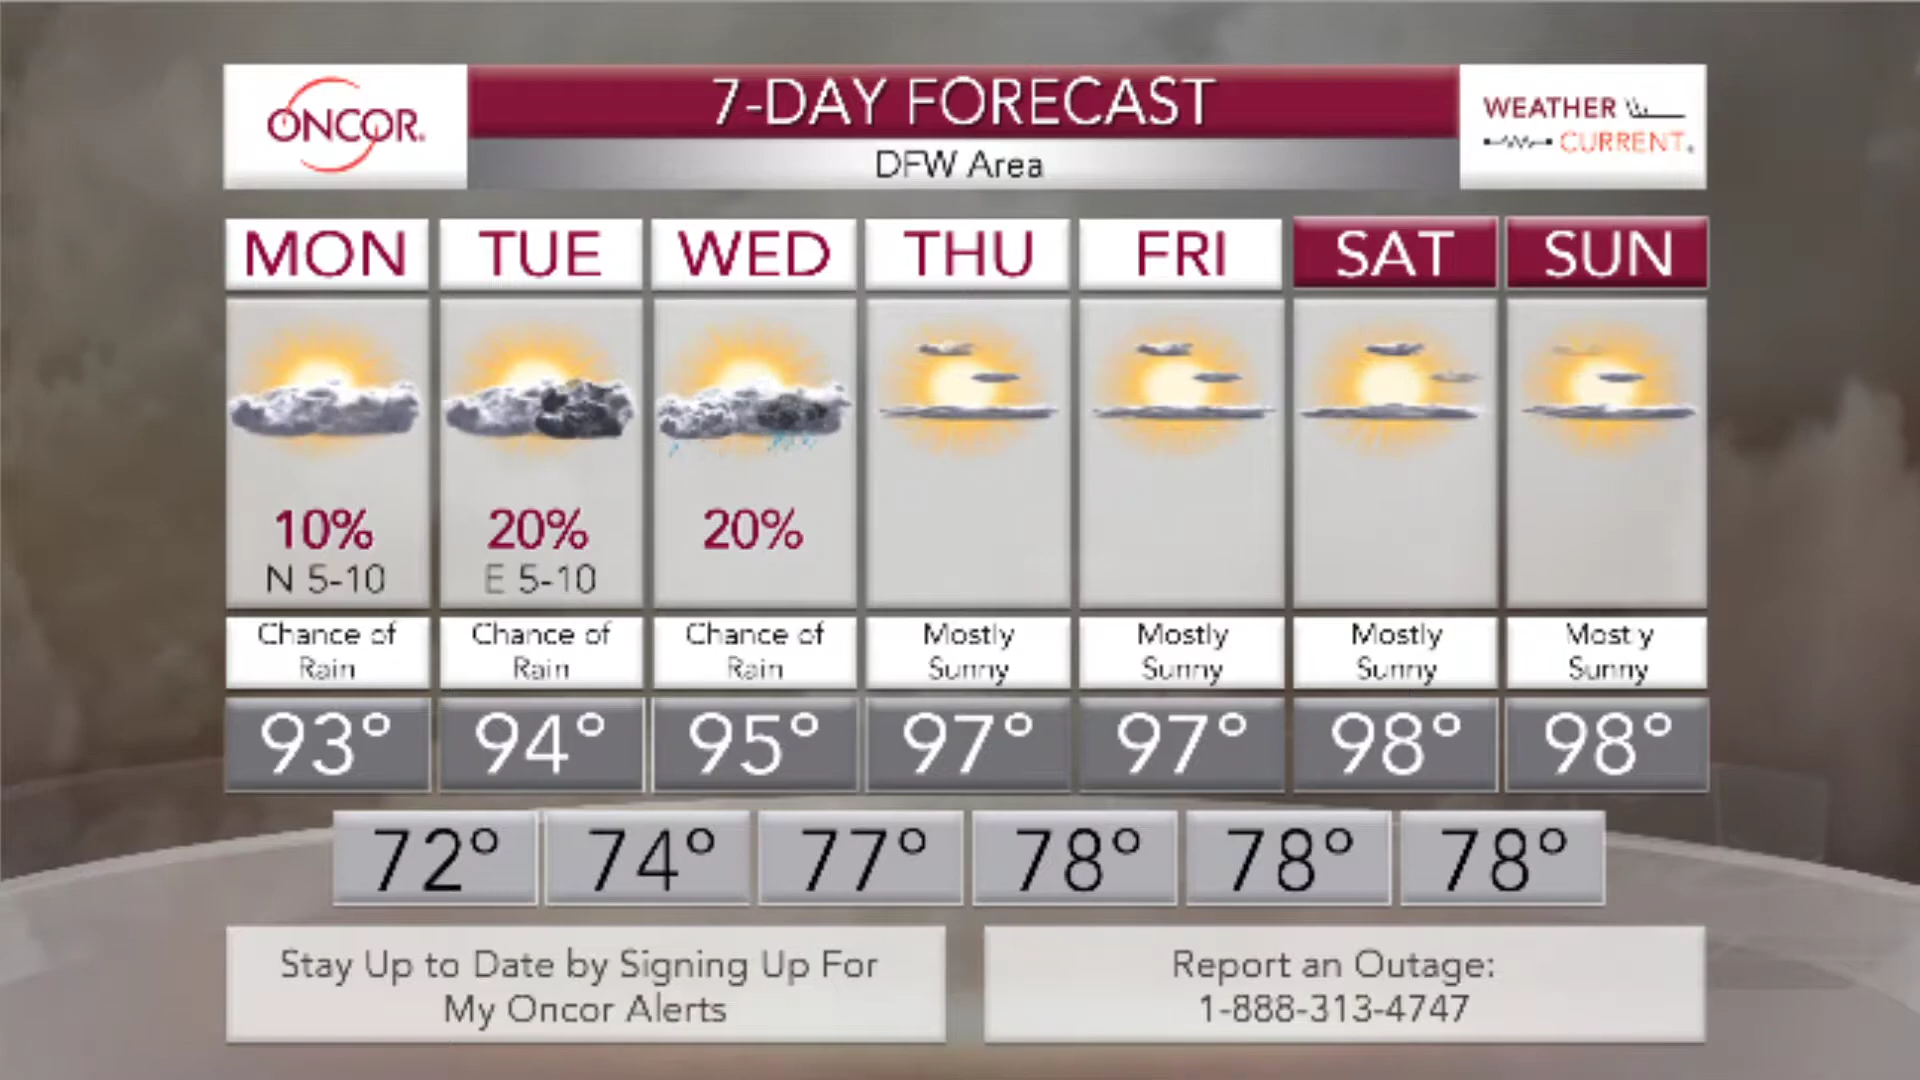 ONCOR.
7-DAY FORECAST
DFW Area
WEATHER
CURRENT.
MON TUE WED THU FRI SAT SUN
10% 20% 20%
N 5-10 E 5-10
Chance of Chance of Chance of Mostly Mostly Mostly Mostly
Rain Rain Rain Sunny Sunny Sunny Sunny
93° 94° 95° 97° 97° 98° 98°
72° 74° 77° 78° 78° 78°
Stay Up to Date by Signing Up For
My Oncor Alerts
Report an Outage:
1-888-313-4747